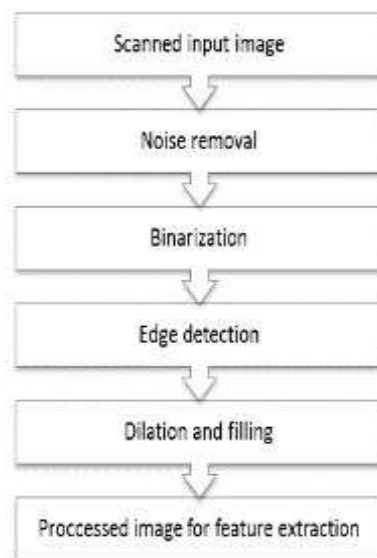 Scanned input image
Noise removal
Binarization
Edge detection
Dilation and filling
Proccessed image for feature extraction